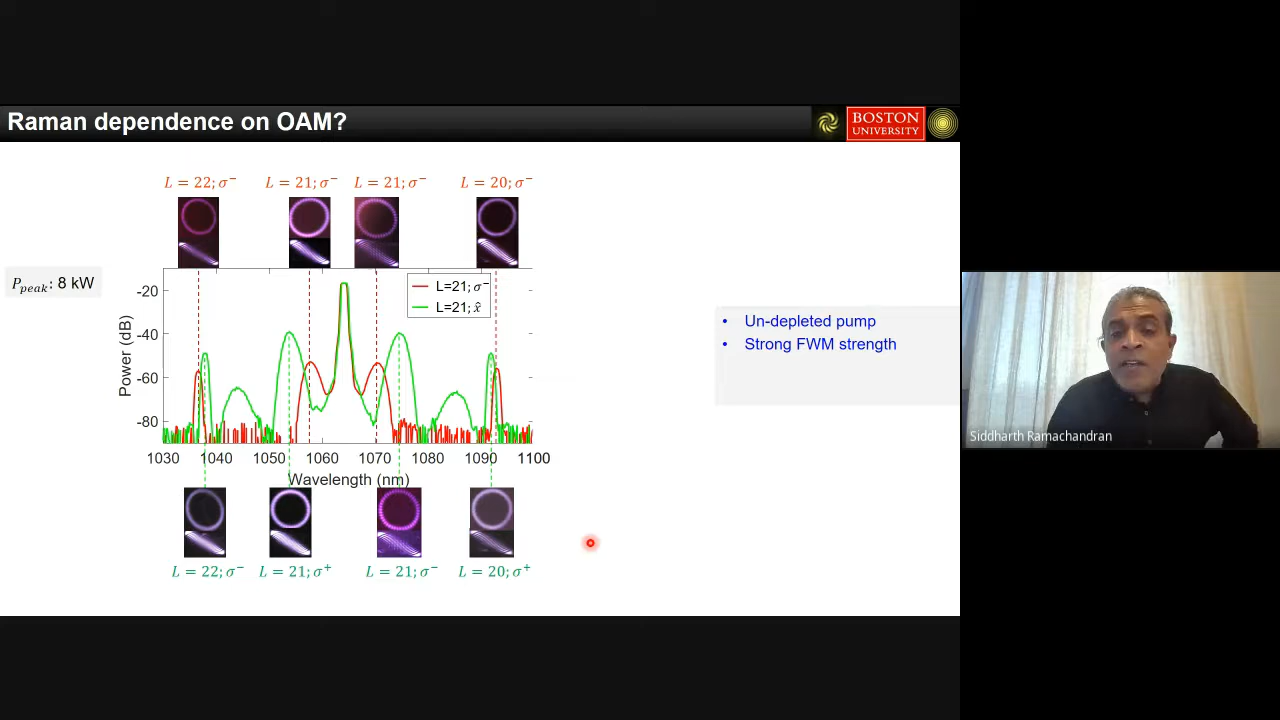 Raman dependence on OAM?
BOSTON
UNIVERSITY
L = 22; σ⁻
L = 21; σ⁻
L = 21; σ⁻
L = 20; σ⁻
P_peak: 8 kW
L=21; σ⁻
L=21; x̂
-20
-40
-60
-80
Power (dB)
1030 1040 1050 1060 1070 1080 1090 1100
Wavelength (nm)
L = 22; σ⁻
L = 21; σ⁺
L = 21; σ⁻
L = 20; σ⁺
• Un-depleted pump
• Strong FWM strength
Siddharth Ramachandran